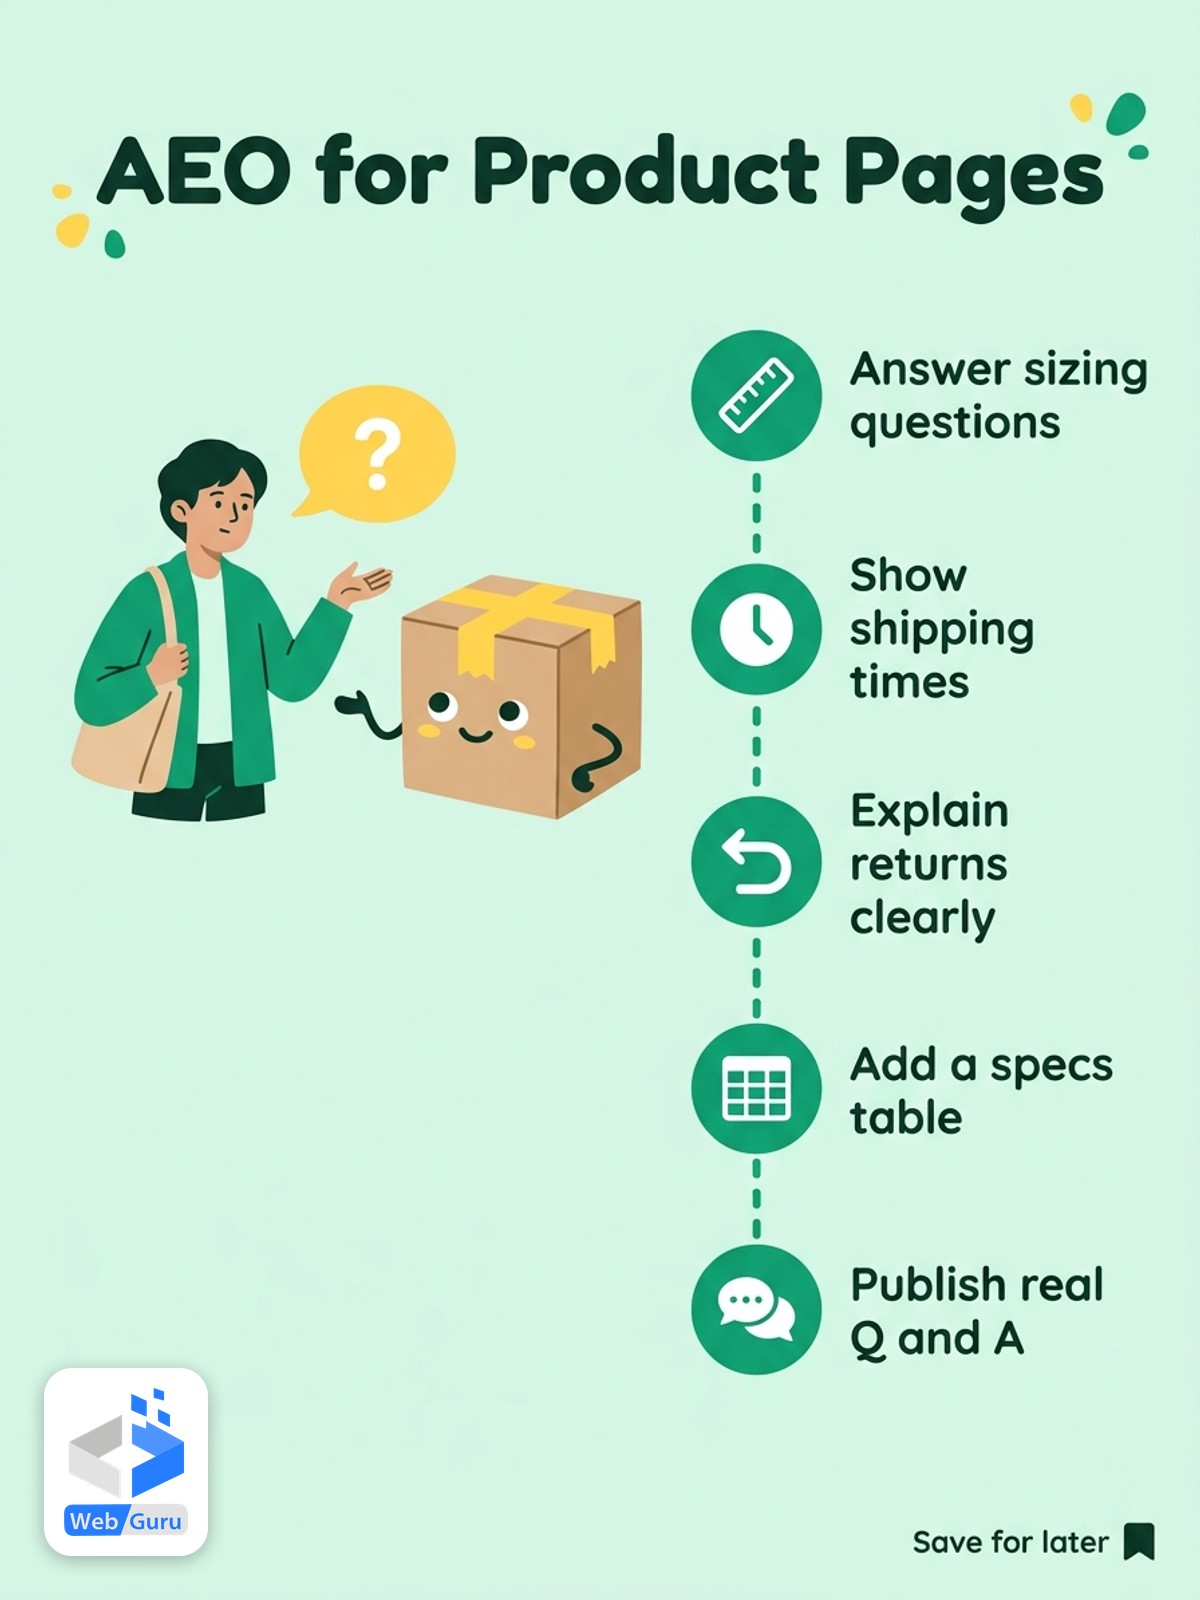 AEO for Product Pages
?
Answer sizing
questions
Show
shipping
times
Explain
returns
clearly
Add a specs
table
Publish real
Q and A
Web Guru
Save for later